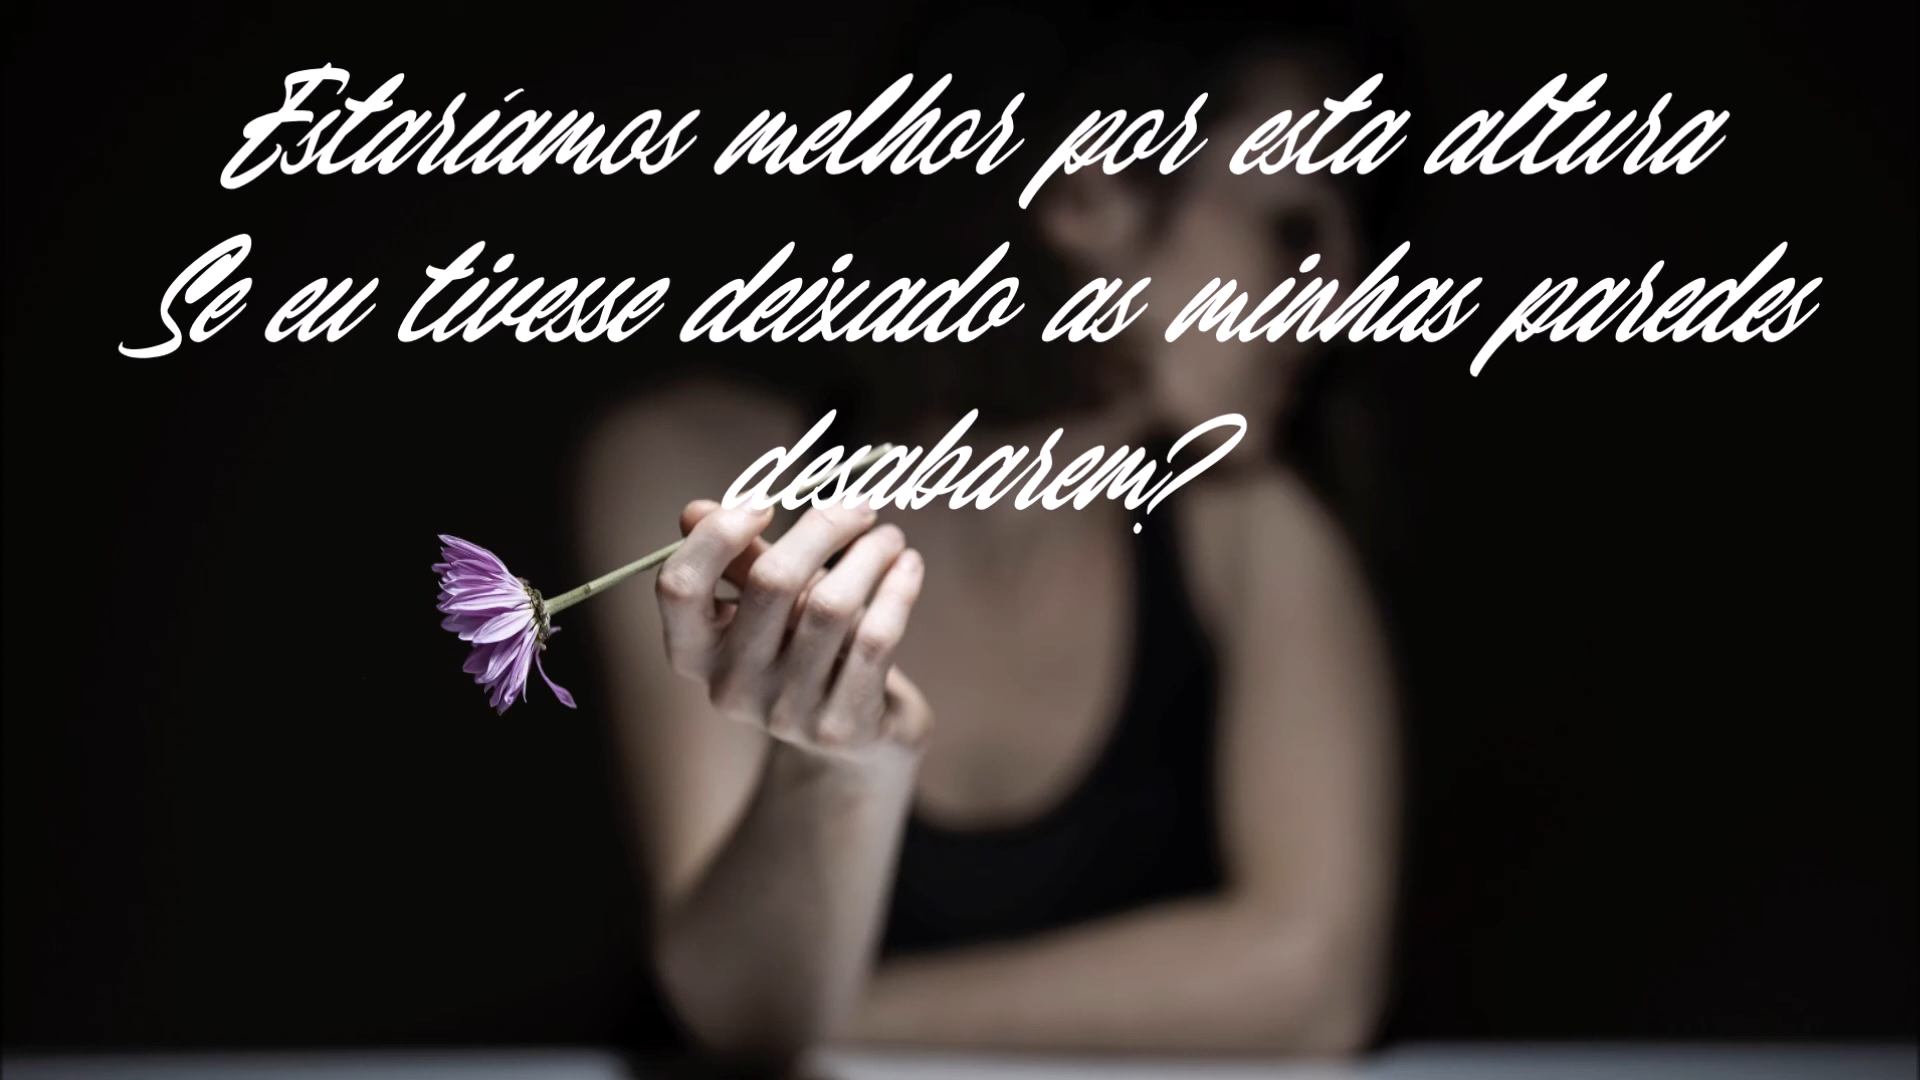 Estaríamos melhor por esta altura
Se eu tivesse deixado as minhas paredes
desabarem?